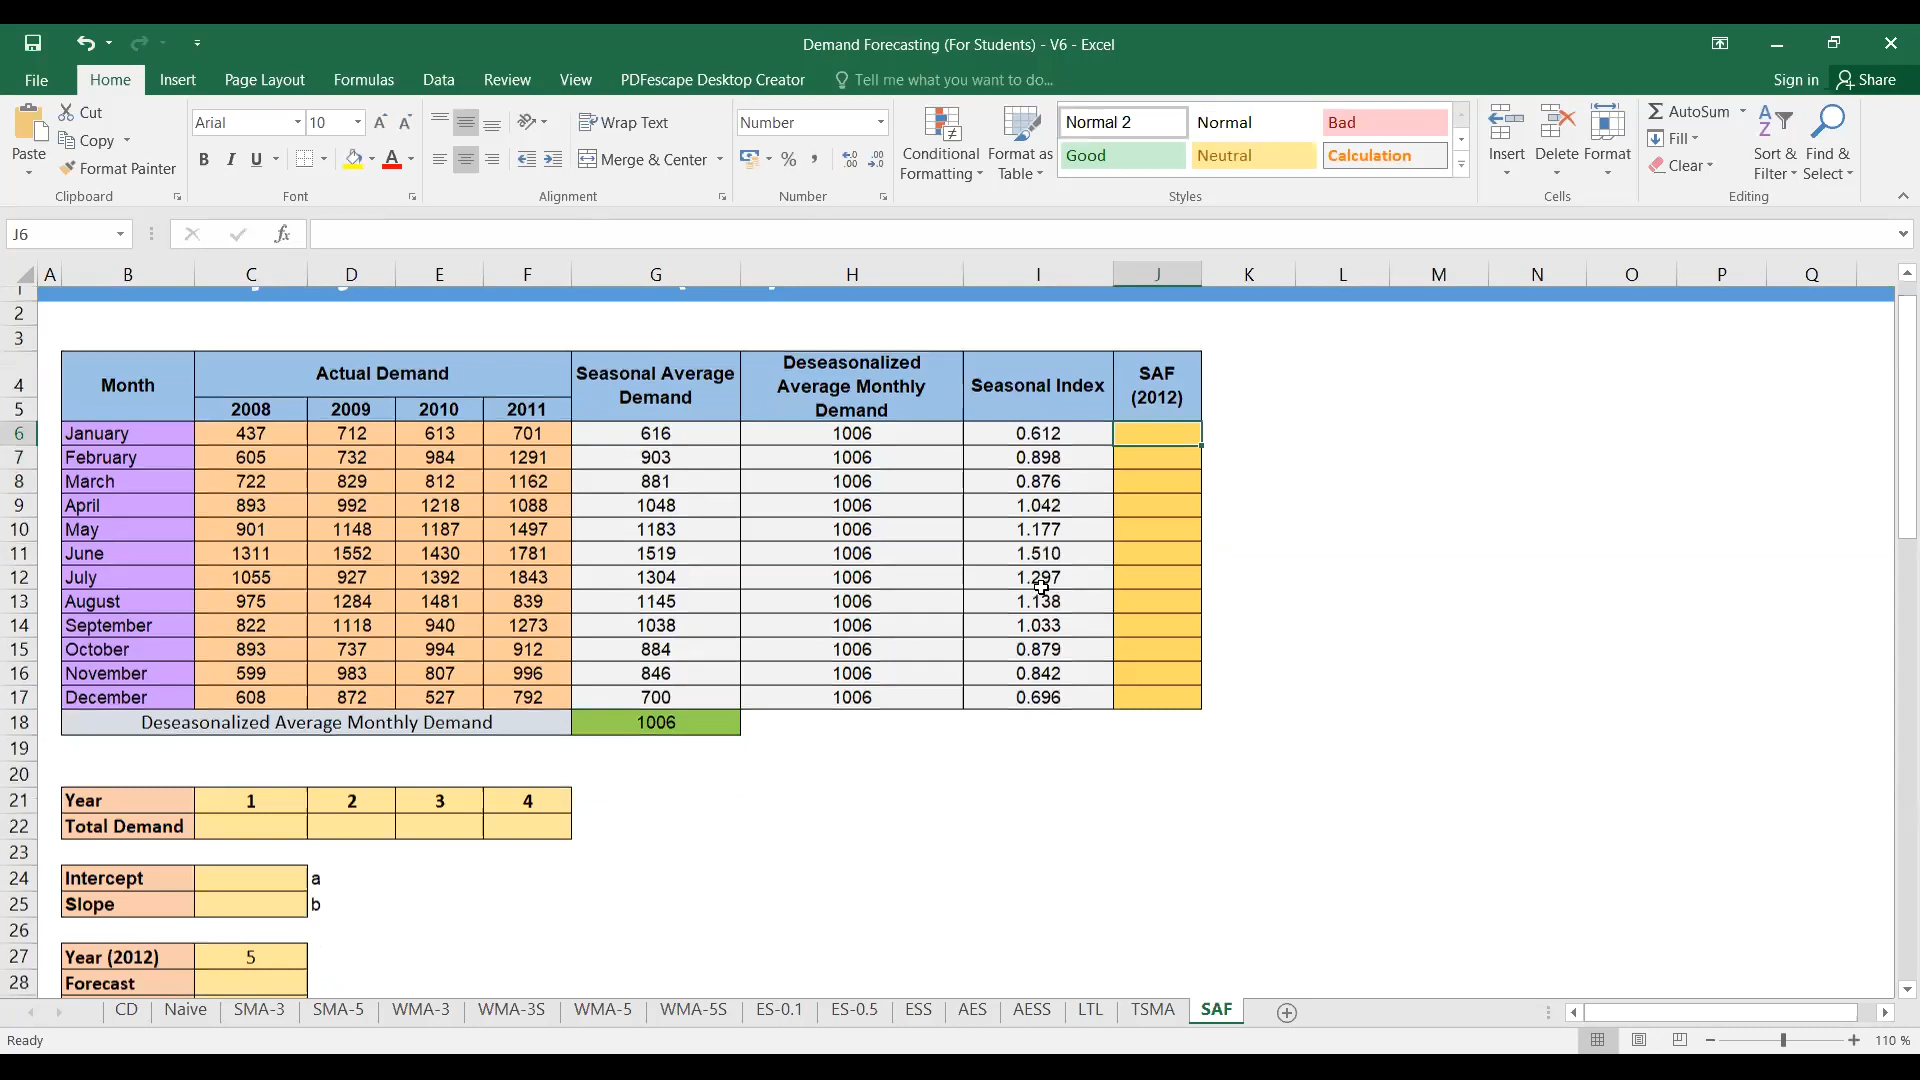 Demand Forecasting (For Students) - V6 - Excel
File Home Insert Page Layout Formulas Data Review View PDFescape Desktop Creator Tell me what you want to do... Sign in Share
Paste
Cut
Copy
Format Painter
Clipboard
Arial 10
B I U
Font
Wrap Text
Merge & Center
Alignment
Number
%
Number
Conditional Formatting
Format as Table
Normal 2 Normal Bad
Good Neutral Calculation
Styles
Insert Delete Format
Cells
AutoSum
Fill
Clear
Sort & Filter
Find & Select
Editing
J6 fx
A B C D E F G H I J K L M N O P Q
1
2
3
4 Month Actual Demand Seasonal Average Demand Deseasonalized Average Monthly Demand Seasonal Index SAF (2012)
5 2008 2009 2010 2011
6 January 437 712 613 701 616 1006 0.612
7 February 605 732 984 1291 903 1006 0.898
8 March 722 829 812 1162 881 1006 0.876
9 April 893 992 1218 1088 1048 1006 1.042
10 May 901 1148 1187 1497 1183 1006 1.177
11 June 1311 1552 1430 1781 1519 1006 1.510
12 July 1055 927 1392 1843 1304 1006 1.297
13 August 975 1284 1481 839 1145 1006 1.138
14 September 822 1118 940 1273 1038 1006 1.033
15 October 893 737 994 912 884 1006 0.879
16 November 599 983 807 996 846 1006 0.842
17 December 608 872 527 792 700 1006 0.696
18 Deseasonalized Average Monthly Demand 1006
19
20
21 Year 1 2 3 4
22 Total Demand
23
24 Intercept a
25 Slope b
26
27 Year (2012) 5
28 Forecast
CD Naive SMA-3 SMA-5 WMA-3 WMA-3S WMA-5 WMA-5S ES-0.1 ES-0.5 ESS AES AESS LTL TSMA SAF
Ready 110 %